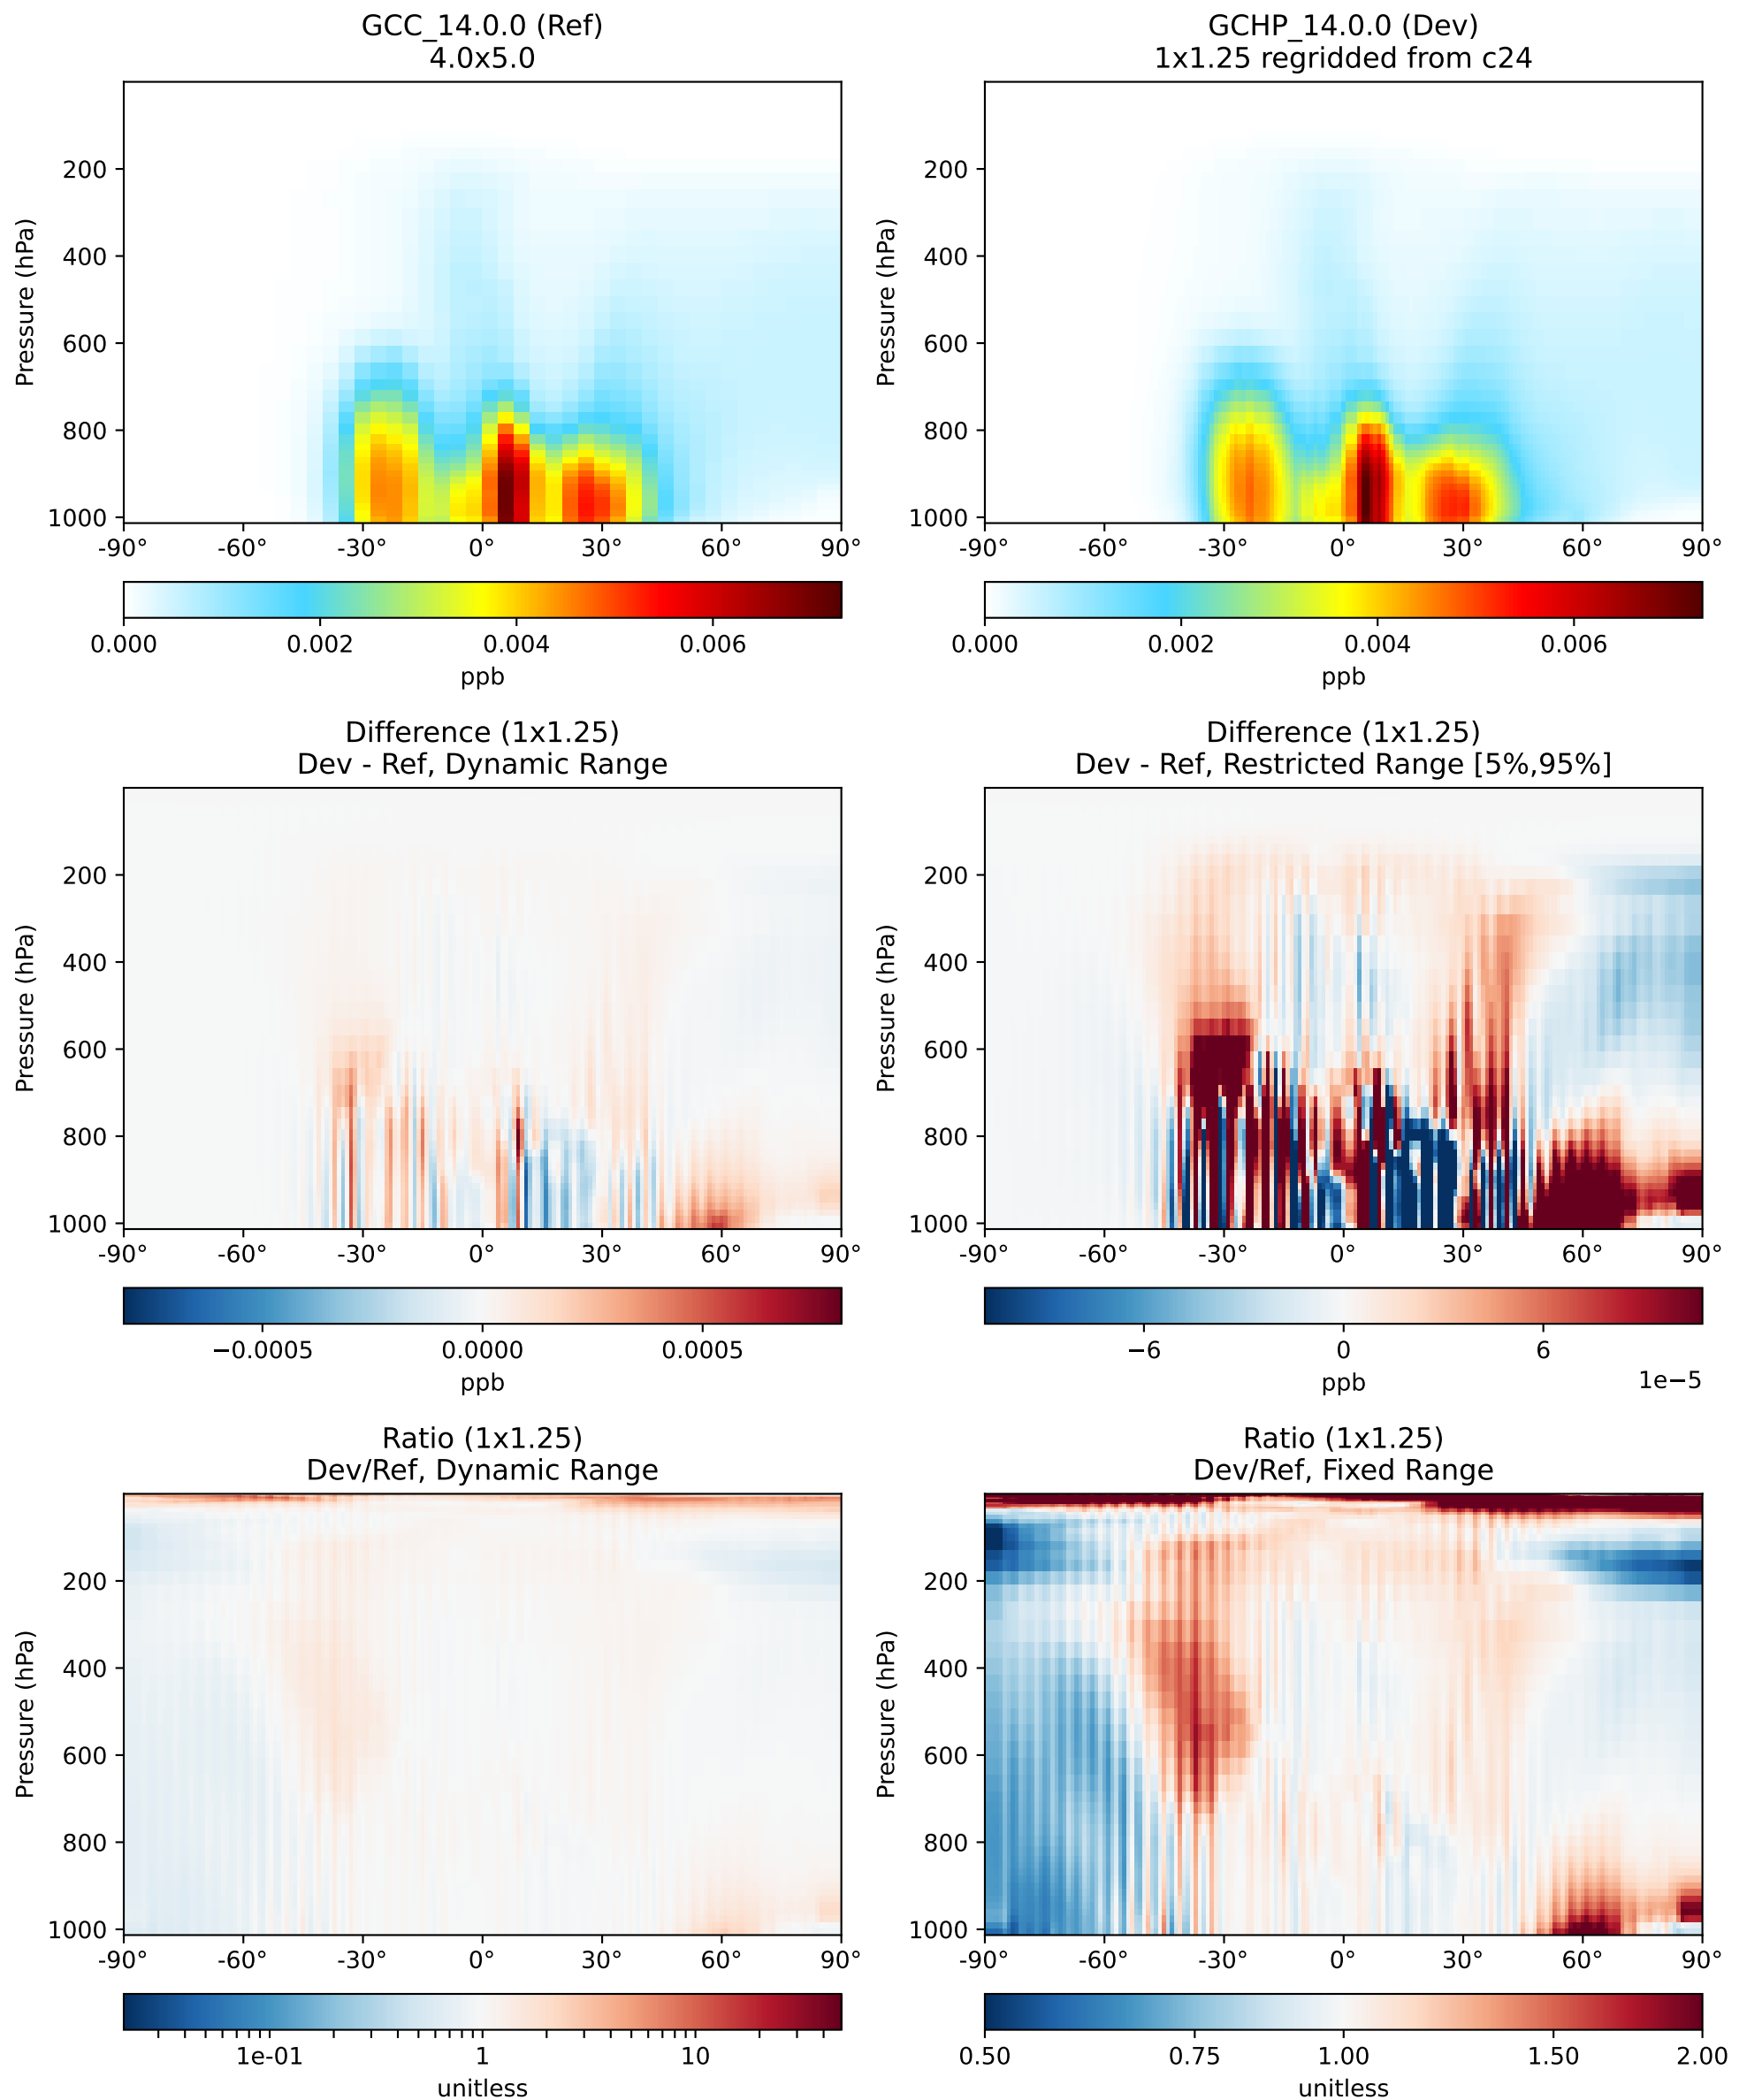 GCC_14.0.0 (Ref)
4.0x5.0
Pressure (hPa)
200
400
600
800
1000
-90° -60° -30° 0° 30° 60° 90°
0.000 0.002 0.004 0.006
ppb
GCHP_14.0.0 (Dev)
1x1.25 regridded from c24
Pressure (hPa)
200
400
600
800
1000
-90° -60° -30° 0° 30° 60° 90°
0.000 0.002 0.004 0.006
ppb
Difference (1x1.25)
Dev - Ref, Dynamic Range
Pressure (hPa)
200
400
600
800
1000
-90° -60° -30° 0° 30° 60° 90°
−0.0005 0.0000 0.0005
ppb
Difference (1x1.25)
Dev - Ref, Restricted Range [5%,95%]
Pressure (hPa)
200
400
600
800
1000
-90° -60° -30° 0° 30° 60° 90°
−6 0 6
ppb
1e−5
Ratio (1x1.25)
Dev/Ref, Dynamic Range
Pressure (hPa)
200
400
600
800
1000
-90° -60° -30° 0° 30° 60° 90°
1e-01 1 10
unitless
Ratio (1x1.25)
Dev/Ref, Fixed Range
Pressure (hPa)
200
400
600
800
1000
-90° -60° -30° 0° 30° 60° 90°
0.50 0.75 1.00 1.50 2.00
unitless